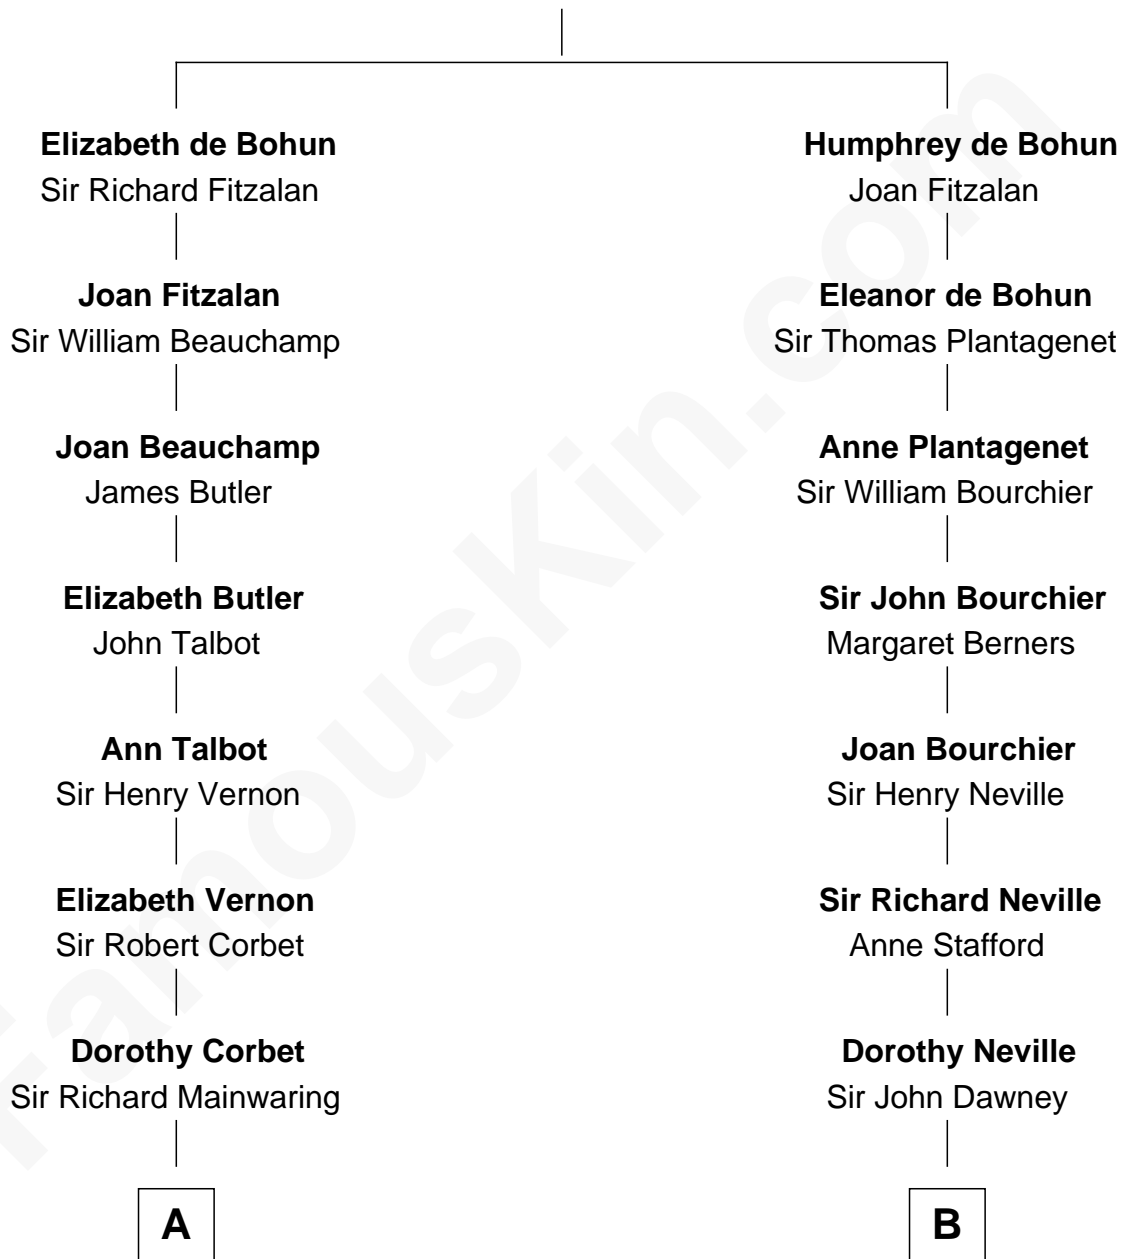 Elizabeth de Bohun
Sir Richard Fitzalan
Joan Fitzalan
Sir William Beauchamp
Joan Beauchamp
James Butler
Elizabeth Butler
John Talbot
Ann Talbot
Sir Henry Vernon
Elizabeth Vernon
Sir Robert Corbet
Dorothy Corbet
Sir Richard Mainwaring
A
Humphrey de Bohun
Joan Fitzalan
Eleanor de Bohun
Sir Thomas Plantagenet
Anne Plantagenet
Sir William Bourchier
Sir John Bourchier
Margaret Berners
Joan Bourchier
Sir Henry Neville
Sir Richard Neville
Anne Stafford
Dorothy Neville
Sir John Dawney
B
FamousKin.com